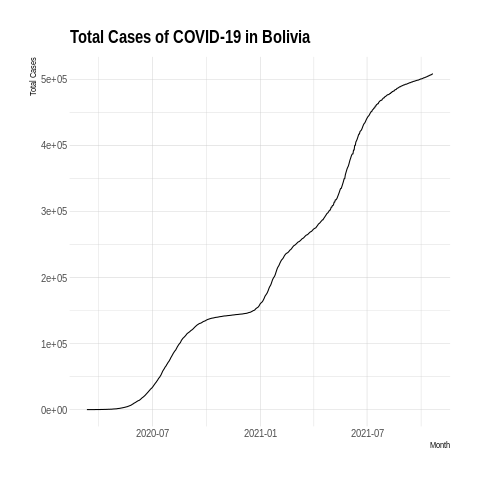 Total Cases of COVID-19 in Bolivia
Total Cases
5e+05
4e+05
3e+05
2e+05
1e+05
0e+00
2020-07 2021-01 2021-07
Month